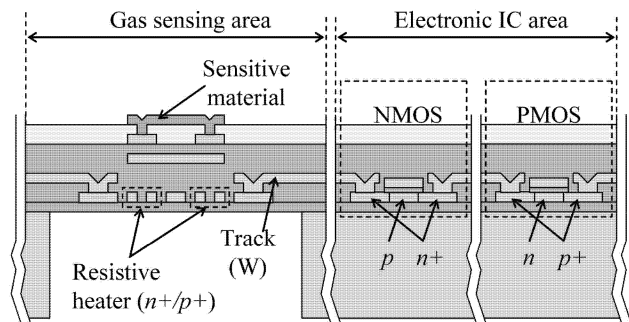 Gas sensing area
Electronic IC area
Sensitive
material
NMOS
PMOS
Track
(W)
Resistive
heater (n+/p+)
p
n+
n
p+